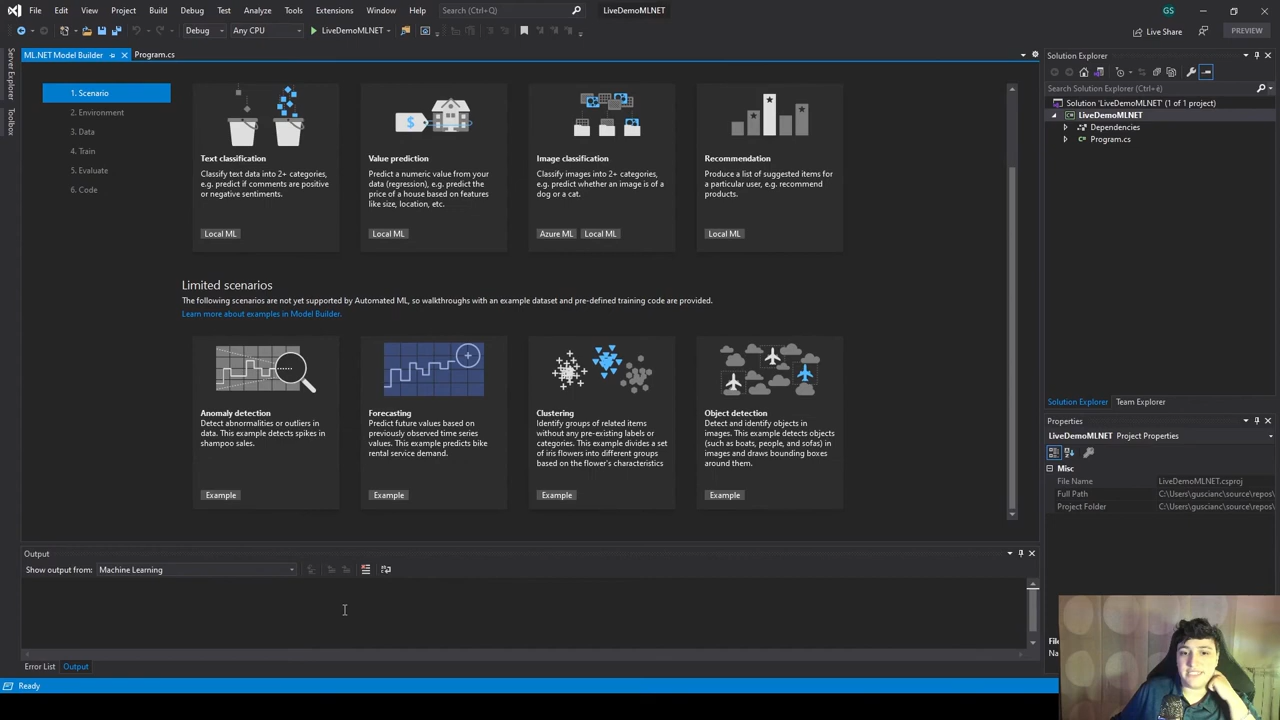 File Edit View Project Build Debug Test Analyze Tools Extensions Window Help Search (Ctrl+Q) LiveDemoMLNET GS
Debug Any CPU LiveDemoMLNET Live Share PREVIEW
Server Explorer
Toolbox
ML.NET Model Builder Program.cs
1. Scenario
2. Environment
3. Data
4. Train
5. Evaluate
6. Code
Text classification
Classify text data into 2+ categories,
e.g. predict if comments are positive
or negative sentiments.
Local ML
Value prediction
Predict a numeric value from your
data (regression), e.g. predict the
price of a house based on features
like size, location, etc.
Local ML
Image classification
Classify images into 2+ categories,
e.g. predict whether an image is of a
dog or a cat.
Azure ML Local ML
Recommendation
Produce a list of suggested items for
a particular user, e.g. recommend
products.
Local ML
Limited scenarios
The following scenarios are not yet supported by Automated ML, so walkthroughs with an example dataset and pre-defined training code are provided.
Learn more about examples in Model Builder.
Anomaly detection
Detect abnormalities or outliers in
data. This example detects spikes in
shampoo sales.
Example
Forecasting
Predict future values based on
previously observed time series
values. This example predicts bike
rental service demand.
Example
Clustering
Identify groups of related items
without any pre-existing labels or
categories. This example divides a set
of iris flowers into different groups
based on the flower's characteristics
Example
Object detection
Detect and identify objects in
images. This example detects objects
(such as boats, people, and sofas) in
images and draws bounding boxes
around them.
Example
Output
Show output from: Machine Learning
Error List Output
Ready
Solution Explorer
Search Solution Explorer (Ctrl+è)
Solution 'LiveDemoMLNET' (1 of 1 project)
LiveDemoMLNET
Dependencies
Program.cs
Solution Explorer Team Explorer
Properties
LiveDemoMLNET Project Properties
Misc
File Name LiveDemoMLNET.csproj
Full Path C:\Users\guscianc\source\repos\
Project Folder C:\Users\guscianc\source\repos\